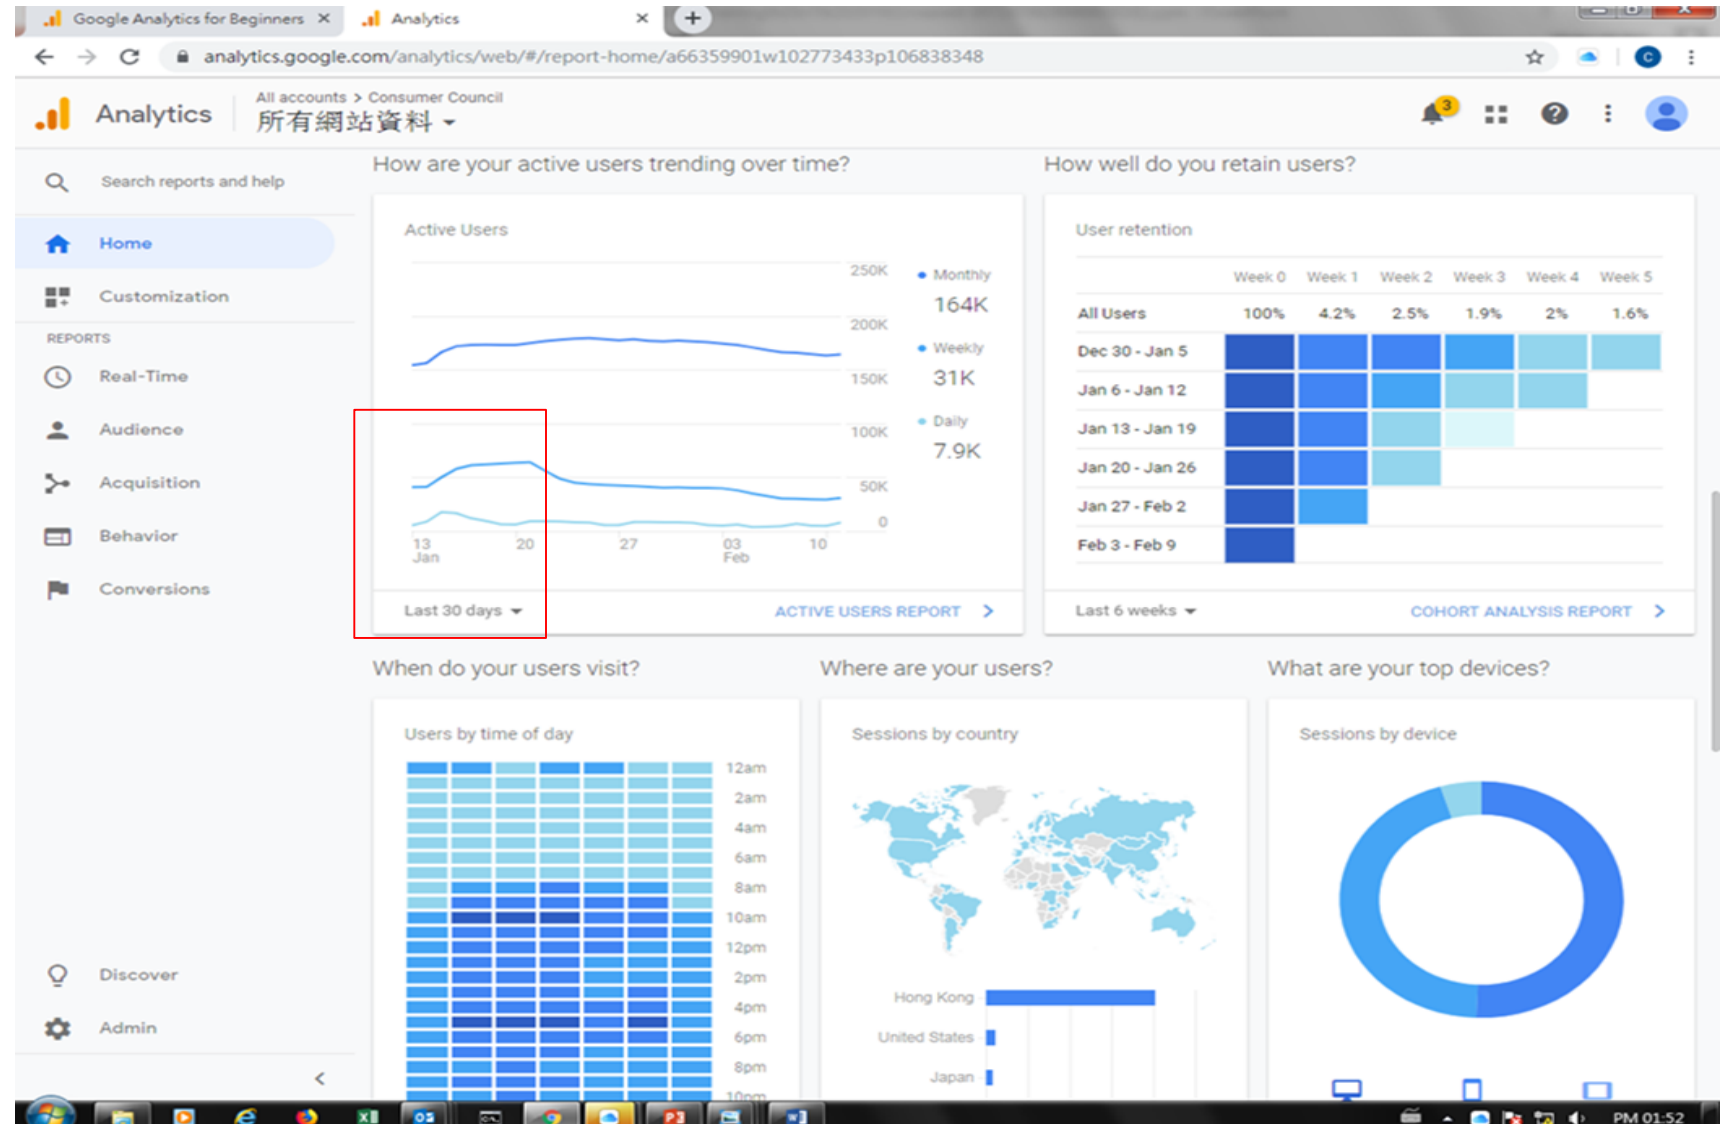 Google Analytics for Beginners
Analytics
analytics.google.com/analytics/web/#/report-home/a66359901w102773433p106838348
C
Analytics
All accounts > Consumer Council
所有網站資料
3
Search reports and help
Home
Customization
REPORTS
Real-Time
Audience
Acquisition
Behavior
Conversions
Discover
Admin
How are your active users trending over time?
Active Users
250K
200K
150K
100K
50K
0
13
Jan
20
27
03
Feb
10
Monthly
164K
Weekly
31K
Daily
7.9K
Last 30 days
ACTIVE USERS REPORT
How well do you retain users?
User retention
Week 0 Week 1 Week 2 Week 3 Week 4 Week 5
All Users 100% 4.2% 2.5% 1.9% 2% 1.6%
Dec 30 - Jan 5
Jan 6 - Jan 12
Jan 13 - Jan 19
Jan 20 - Jan 26
Jan 27 - Feb 2
Feb 3 - Feb 9
Last 6 weeks
COHORT ANALYSIS REPORT
When do your users visit?
Users by time of day
12am
2am
4am
6am
8am
10am
12pm
2pm
4pm
6pm
8pm
10pm
Where are your users?
Sessions by country
Hong Kong
United States
Japan
What are your top devices?
Sessions by device
PM 01:52